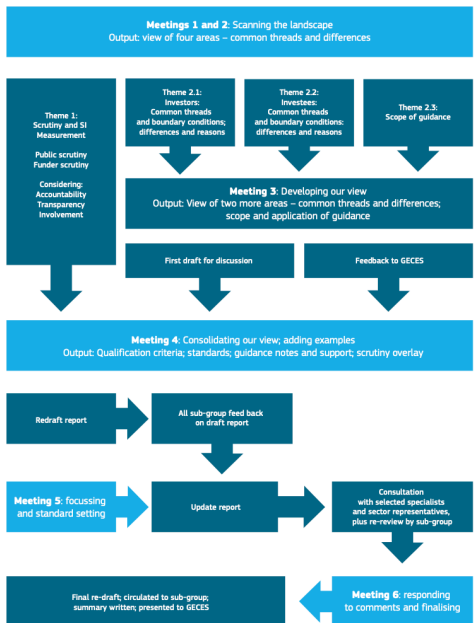 Meetings 1 and 2: Scanning the landscape
Output: view of four areas – common threads and differences
Theme 1:
Scrutiny and SI
Measurement
Public scrutiny
Funder scrutiny
Considering:
Accountability
Transparency
Involvement
Theme 2.1:
Investors:
Common threads
and boundary conditions;
differences and reasons
Theme 2.2:
Investees:
Common threads
and boundary conditions:
differences and reasons
Theme 2.3:
Scope of guidance
Meeting 3: Developing our view
Output: View of two more areas – common threads and differences;
scope and application of guidance
First draft for discussion
Feedback to GECES
Meeting 4: Consolidating our view; adding examples
Output: Qualification criteria; standards; guidance notes and support; scrutiny overlay
Redraft report
All sub-group feed back
on draft report
Meeting 5: focussing
and standard setting
Update report
Consultation
with selected specialists
and sector representatives,
plus re-review by sub-group
Final re-draft; circulated to sub-group;
summary written; presented to GECES
Meeting 6: responding
to comments and finalising